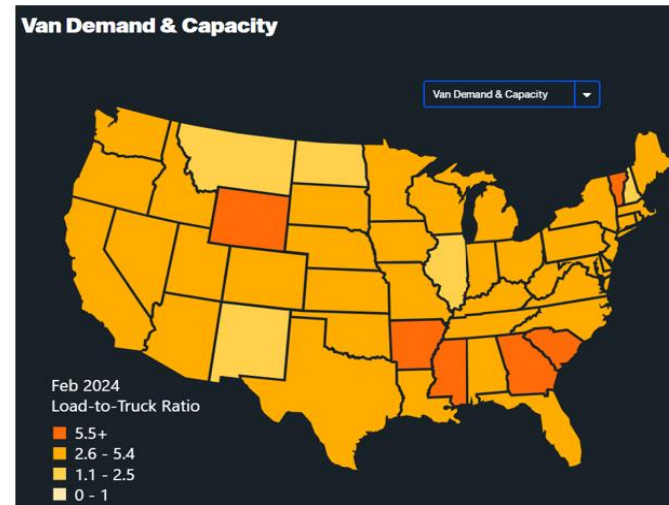 Van Demand & Capacity
Van Demand & Capacity
Feb 2024
Load-to-Truck Ratio
5.5+
2.6 - 5.4
1.1 - 2.5
0 - 1